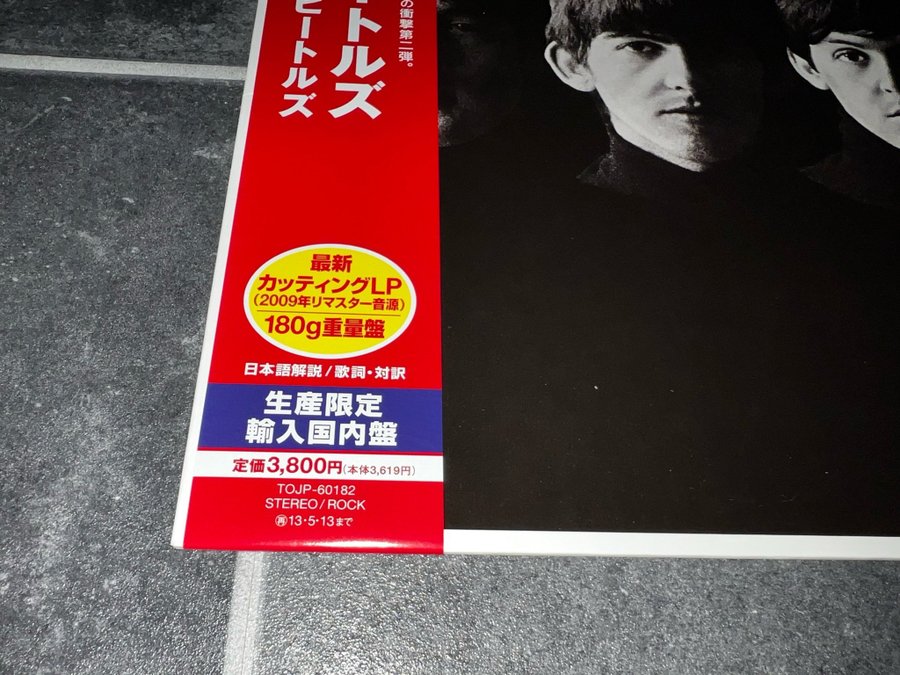 の衝撃第二弾。
ートルズ
ビートルズ
最新
カッティングLP
(2009年リマスター音源)
180g重量盤
日本語解説/歌詞・対訳
生産限定
輸入国内盤
定価3,800円(本体3,619円)
TOJP-60182
STEREO/ROCK
㊢13・5・13まで